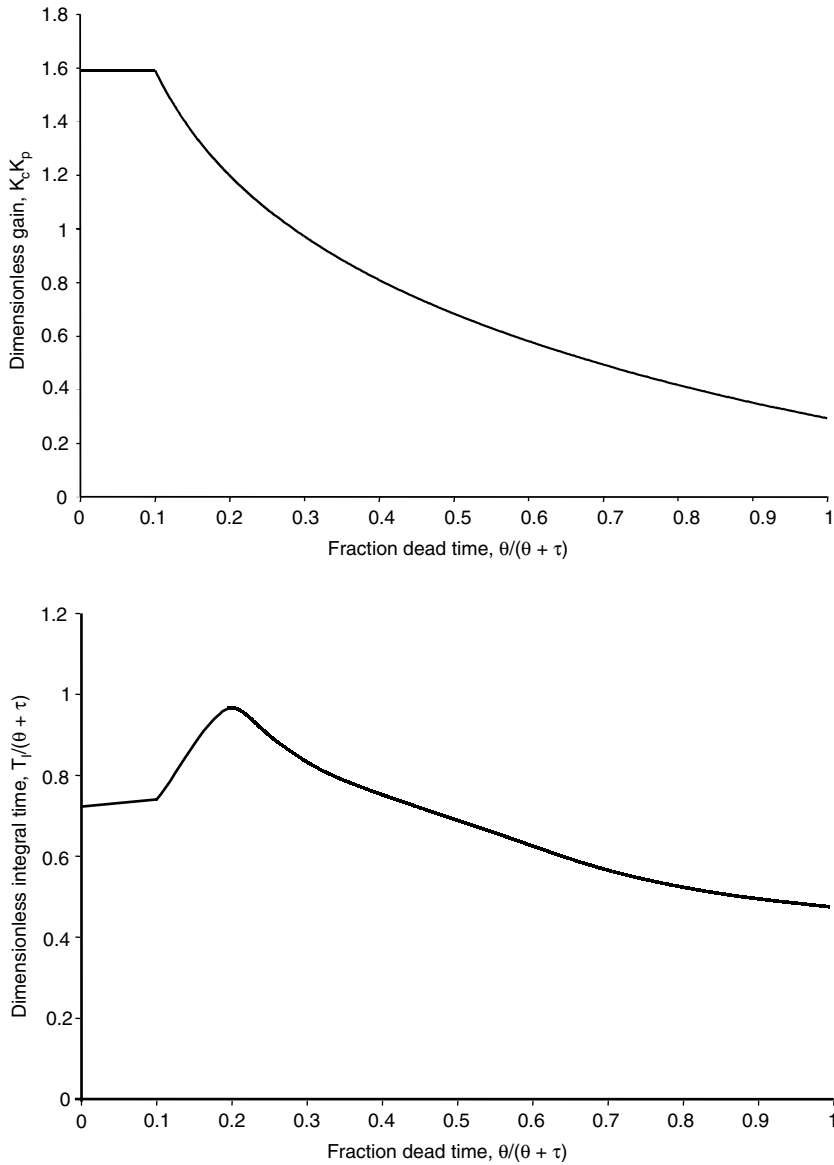 Dimensionless gain, KcKp
1.8
1.6
1.4
1.2
1
0.8
0.6
0.4
0.2
0
0 0.1 0.2 0.3 0.4 0.5 0.6 0.7 0.8 0.9 1
Fraction dead time, θ/(θ + τ)
Dimensionless integral time, TI/(θ + τ)
1.2
1
0.8
0.6
0.4
0.2
0
0 0.1 0.2 0.3 0.4 0.5 0.6 0.7 0.8 0.9 1
Fraction dead time, θ/(θ + τ)